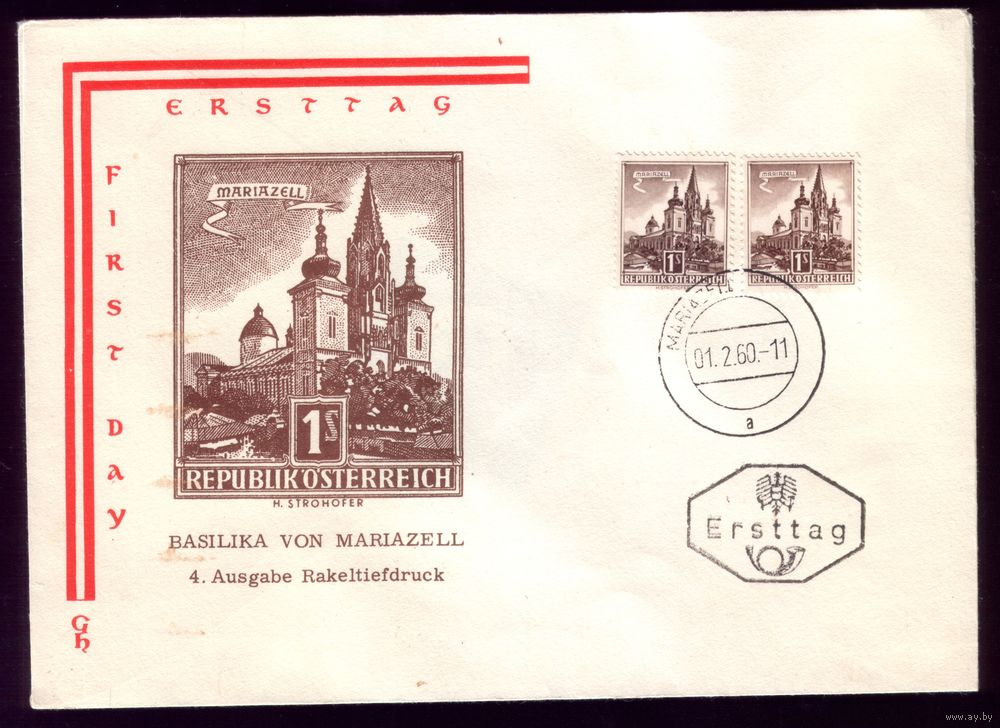 ERSTTAG
FIRST DAY
MARIAZELL
1S
REPUBLIK ÖSTERREICH
H. STROHOFER
BASILIKA VON MARIAZELL
4. Ausgabe Rakeltiefdruck
Gh
MARIAZELL
1S
REPUBLIK ÖSTERREICH
MARIAZELL
1S
REPUBLIK ÖSTERREICH
MARIAZELL
01.2.60.-11
a
Ersttag
www.ay.by